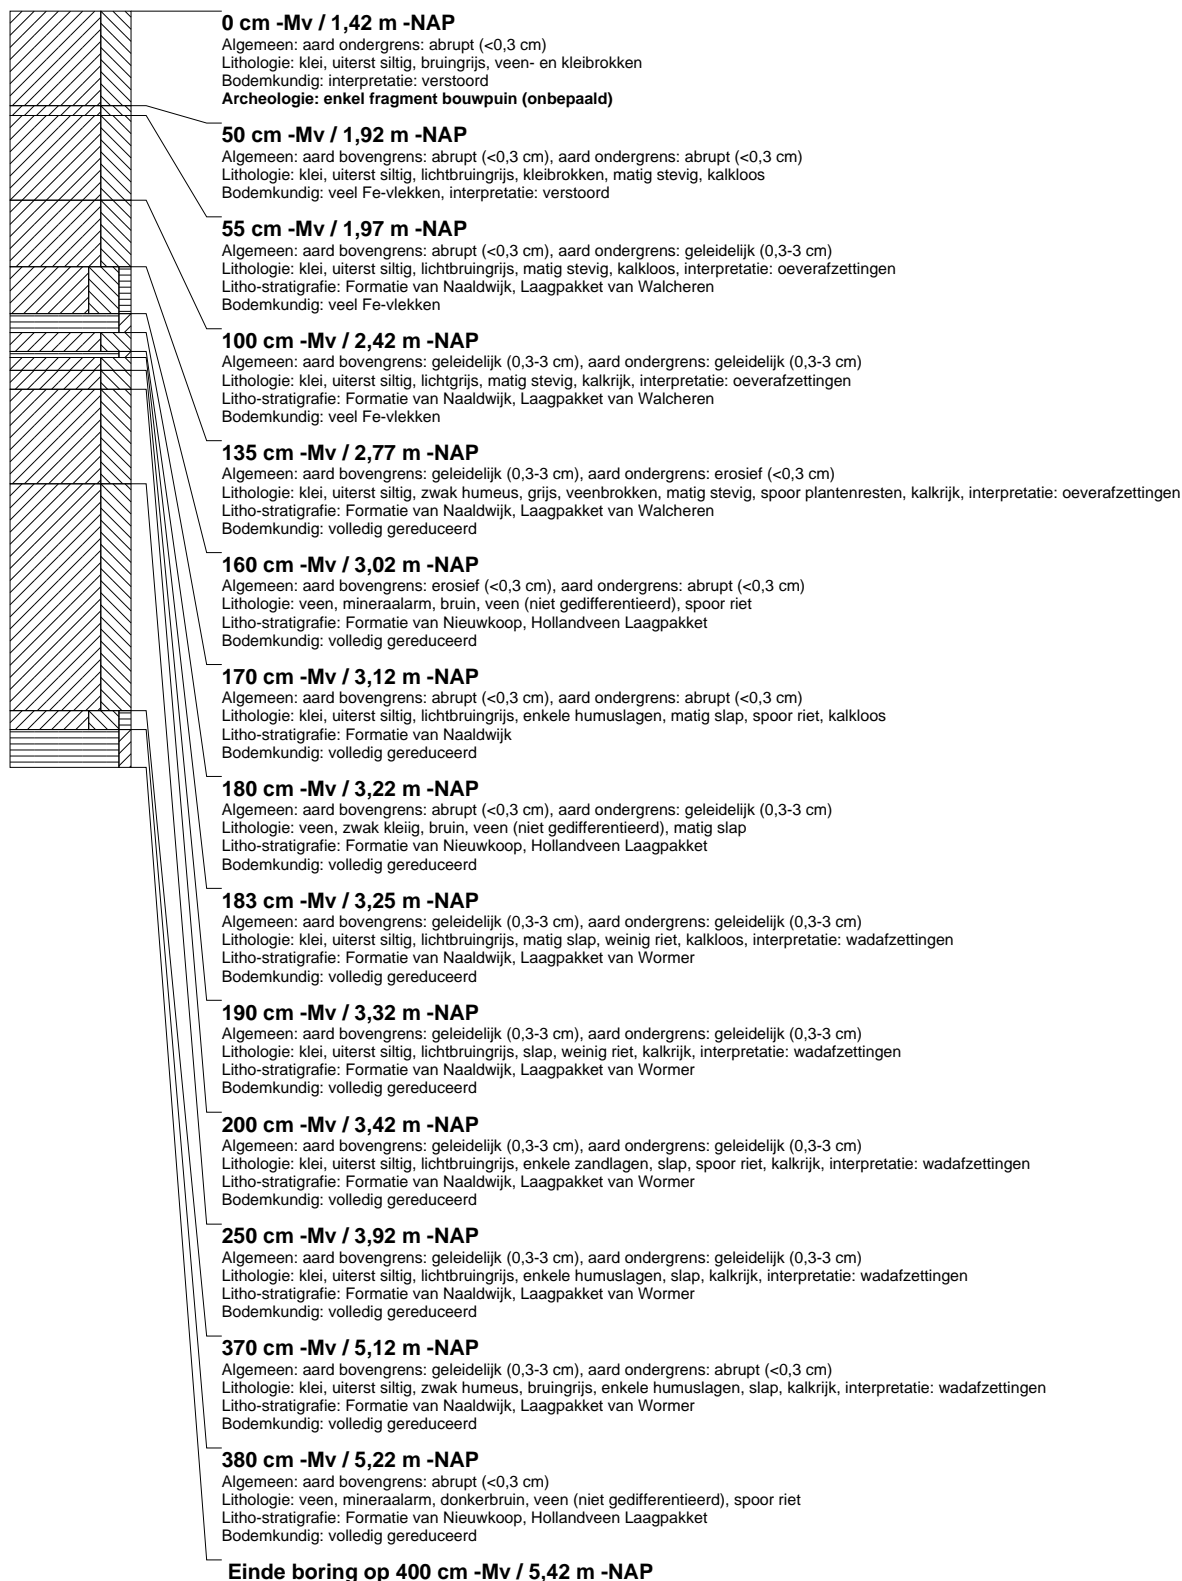 0 cm -Mv / 1,42 m -NAP
Algemeen: aard ondergrens: abrupt (<0,3 cm)
Lithologie: klei, uiterst siltig, bruingrijs, veen- en kleibrokken
Bodemkundig: interpretatie: verstoord
Archeologie: enkel fragment bouwpuin (onbepaald)
50 cm -Mv / 1,92 m -NAP
Algemeen: aard bovengrens: abrupt (<0,3 cm), aard ondergrens: abrupt (<0,3 cm)
Lithologie: klei, uiterst siltig, lichtbruingrijs, kleibrokken, matig stevig, kalkloos
Bodemkundig: veel Fe-vlekken, interpretatie: verstoord
55 cm -Mv / 1,97 m -NAP
Algemeen: aard bovengrens: abrupt (<0,3 cm), aard ondergrens: geleidelijk (0,3-3 cm)
Lithologie: klei, uiterst siltig, lichtbruingrijs, matig stevig, kalkloos, interpretatie: oeverafzettingen
Litho-stratigrafie: Formatie van Naaldwijk, Laagpakket van Walcheren
Bodemkundig: veel Fe-vlekken
100 cm -Mv / 2,42 m -NAP
Algemeen: aard bovengrens: geleidelijk (0,3-3 cm), aard ondergrens: geleidelijk (0,3-3 cm)
Lithologie: klei, uiterst siltig, lichtgrijs, matig stevig, kalkrijk, interpretatie: oeverafzettingen
Litho-stratigrafie: Formatie van Naaldwijk, Laagpakket van Walcheren
Bodemkundig: veel Fe-vlekken
135 cm -Mv / 2,77 m -NAP
Algemeen: aard bovengrens: geleidelijk (0,3-3 cm), aard ondergrens: erosief (<0,3 cm)
Lithologie: klei, uiterst siltig, zwak humeus, grijs, veenbrokken, matig stevig, spoor plantenresten, kalkrijk, interpretatie: oeverafzettingen
Litho-stratigrafie: Formatie van Naaldwijk, Laagpakket van Walcheren
Bodemkundig: volledig gereduceerd
160 cm -Mv / 3,02 m -NAP
Algemeen: aard bovengrens: erosief (<0,3 cm), aard ondergrens: abrupt (<0,3 cm)
Lithologie: veen, mineraalarm, bruin, veen (niet gedifferentieerd), spoor riet
Litho-stratigrafie: Formatie van Nieuwkoop, Hollandveen Laagpakket
Bodemkundig: volledig gereduceerd
170 cm -Mv / 3,12 m -NAP
Algemeen: aard bovengrens: abrupt (<0,3 cm), aard ondergrens: abrupt (<0,3 cm)
Lithologie: klei, uiterst siltig, lichtbruingrijs, enkele humuslagen, matig slap, spoor riet, kalkloos
Litho-stratigrafie: Formatie van Naaldwijk
Bodemkundig: volledig gereduceerd
180 cm -Mv / 3,22 m -NAP
Algemeen: aard bovengrens: abrupt (<0,3 cm), aard ondergrens: geleidelijk (0,3-3 cm)
Lithologie: veen, zwak kleiig, bruin, veen (niet gedifferentieerd), matig slap
Litho-stratigrafie: Formatie van Nieuwkoop, Hollandveen Laagpakket
Bodemkundig: volledig gereduceerd
183 cm -Mv / 3,25 m -NAP
Algemeen: aard bovengrens: geleidelijk (0,3-3 cm), aard ondergrens: geleidelijk (0,3-3 cm)
Lithologie: klei, uiterst siltig, lichtbruingrijs, matig slap, weinig riet, kalkloos, interpretatie: wadafzettingen
Litho-stratigrafie: Formatie van Naaldwijk, Laagpakket van Wormer
Bodemkundig: volledig gereduceerd
190 cm -Mv / 3,32 m -NAP
Algemeen: aard bovengrens: geleidelijk (0,3-3 cm), aard ondergrens: geleidelijk (0,3-3 cm)
Lithologie: klei, uiterst siltig, lichtbruingrijs, slap, weinig riet, kalkrijk, interpretatie: wadafzettingen
Litho-stratigrafie: Formatie van Naaldwijk, Laagpakket van Wormer
Bodemkundig: volledig gereduceerd
200 cm -Mv / 3,42 m -NAP
Algemeen: aard bovengrens: geleidelijk (0,3-3 cm), aard ondergrens: geleidelijk (0,3-3 cm)
Lithologie: klei, uiterst siltig, lichtbruingrijs, enkele zandlagen, slap, spoor riet, kalkrijk, interpretatie: wadafzettingen
Litho-stratigrafie: Formatie van Naaldwijk, Laagpakket van Wormer
Bodemkundig: volledig gereduceerd
250 cm -Mv / 3,92 m -NAP
Algemeen: aard bovengrens: geleidelijk (0,3-3 cm), aard ondergrens: geleidelijk (0,3-3 cm)
Lithologie: klei, uiterst siltig, lichtbruingrijs, enkele humuslagen, slap, kalkrijk, interpretatie: wadafzettingen
Litho-stratigrafie: Formatie van Naaldwijk, Laagpakket van Wormer
Bodemkundig: volledig gereduceerd
370 cm -Mv / 5,12 m -NAP
Algemeen: aard bovengrens: geleidelijk (0,3-3 cm), aard ondergrens: abrupt (<0,3 cm)
Lithologie: klei, uiterst siltig, zwak humeus, bruingrijs, enkele humuslagen, slap, kalkrijk, interpretatie: wadafzettingen
Litho-stratigrafie: Formatie van Naaldwijk, Laagpakket van Wormer
Bodemkundig: volledig gereduceerd
380 cm -Mv / 5,22 m -NAP
Algemeen: aard bovengrens: abrupt (<0,3 cm)
Lithologie: veen, mineraalarm, donkerbruin, veen (niet gedifferentieerd), spoor riet
Litho-stratigrafie: Formatie van Nieuwkoop, Hollandveen Laagpakket
Bodemkundig: volledig gereduceerd
Einde boring op 400 cm -Mv / 5,42 m -NAP